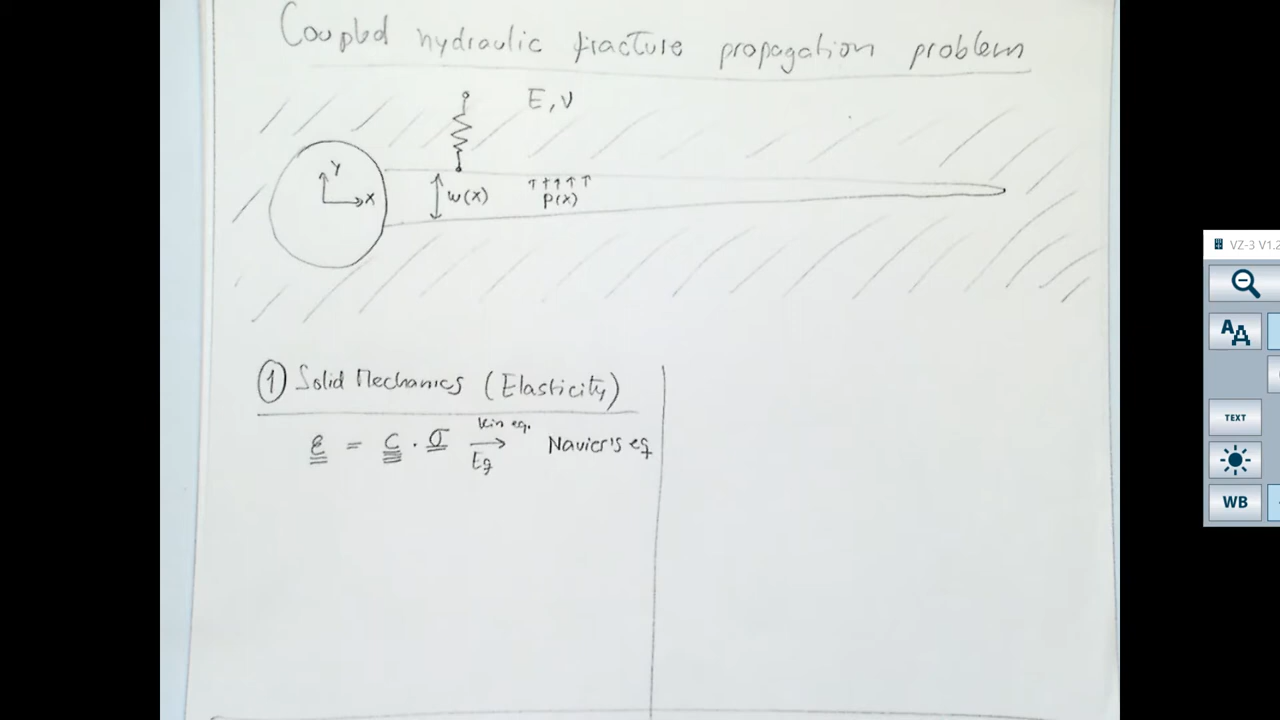 Coupled hydraulic fracture propagation problem
E, ν
Y
X
w(x)
P(x)
① Solid Mechanics (Elasticity)
ε = C · σ → Navier's eq
Kin eq.
Eq
VZ-3 V1.2
AA
TEXT
WB